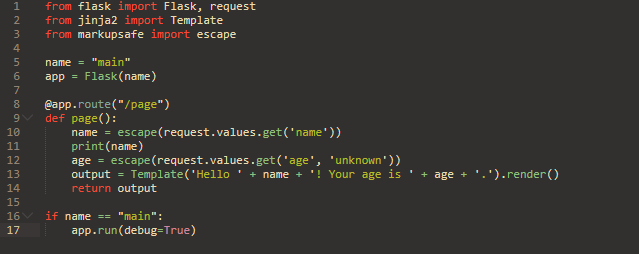 1 from flask import Flask, request
2 from jinja2 import Template
3 from markupsafe import escape
4
5 name = "main"
6 app = Flask(name)
7
8 @app.route("/page")
9 def page():
10     name = escape(request.values.get('name'))
11     print(name)
12     age = escape(request.values.get('age', 'unknown'))
13     output = Template('Hello ' + name + '! Your age is ' + age + '.').render()
14     return output
15
16 if name == "main":
17     app.run(debug=True)